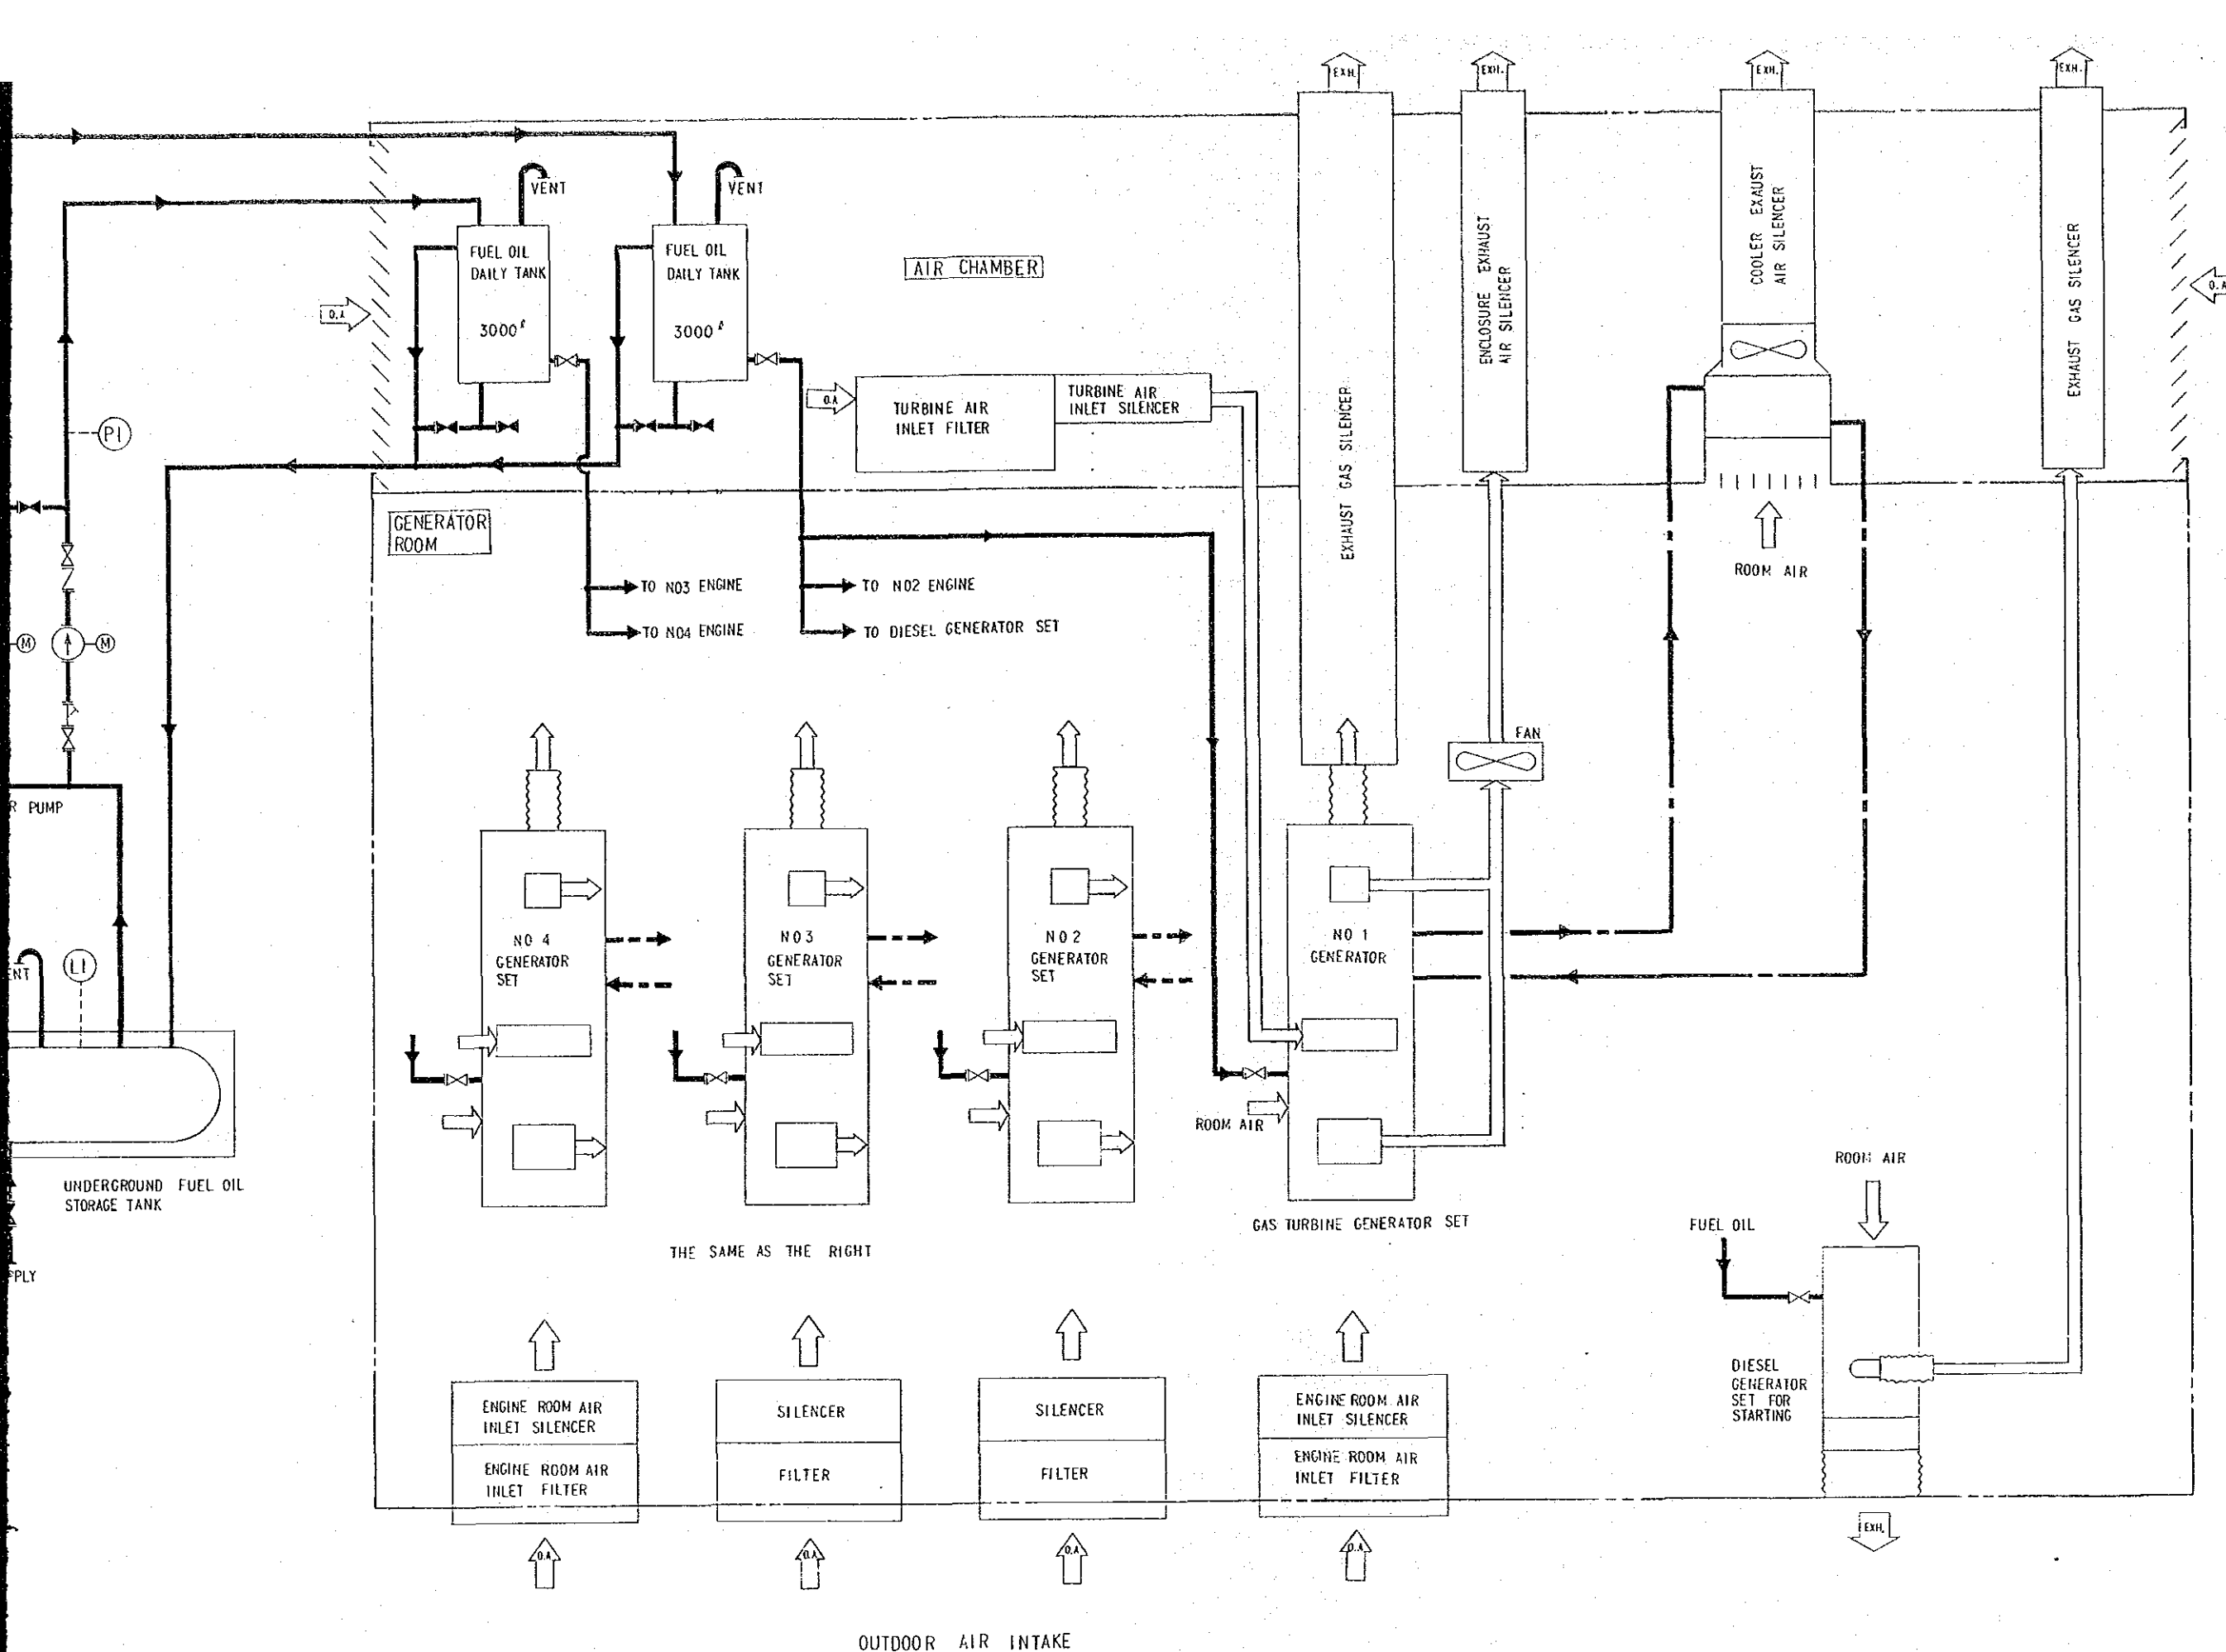 EXH.
EXH.
EXH.
EXH.
VENT
VENT
FUEL OIL
DAILY TANK
3000ℓ
FUEL OIL
DAILY TANK
3000ℓ
AIR CHAMBER
O.A
O.A
ENCLOSURE EXHAUST
AIR SILENCER
COOLER EXAUST
AIR SILENCER
EXHAUST GAS SILENCER
EXHAUST GAS SILENCER
O.A
TURBINE AIR
INLET FILTER
TURBINE AIR
INLET SILENCER
PI
GENERATOR
ROOM
ROOM AIR
TO NO3 ENGINE
TO NO4 ENGINE
TO NO2 ENGINE
TO DIESEL GENERATOR SET
M
M
FAN
PUMP
NO 4
GENERATOR
SET
NO3
GENERATOR
SET
NO2
GENERATOR
SET
NO 1
GENERATOR
LI
ROOM AIR
UNDERGROUND FUEL OIL
STORAGE TANK
GAS TURBINE GENERATOR SET
THE SAME AS THE RIGHT
ROOM AIR
FUEL OIL
DIESEL
GENERATOR
SET FOR
STARTING
ENGINE ROOM AIR
INLET SILENCER
ENGINE ROOM AIR
INLET FILTER
SILENCER
FILTER
SILENCER
FILTER
ENGINE ROOM AIR
INLET SILENCER
ENGINE ROOM AIR
INLET FILTER
EXH.
O.A
O.A
O.A
O.A
OUTDOOR AIR INTAKE